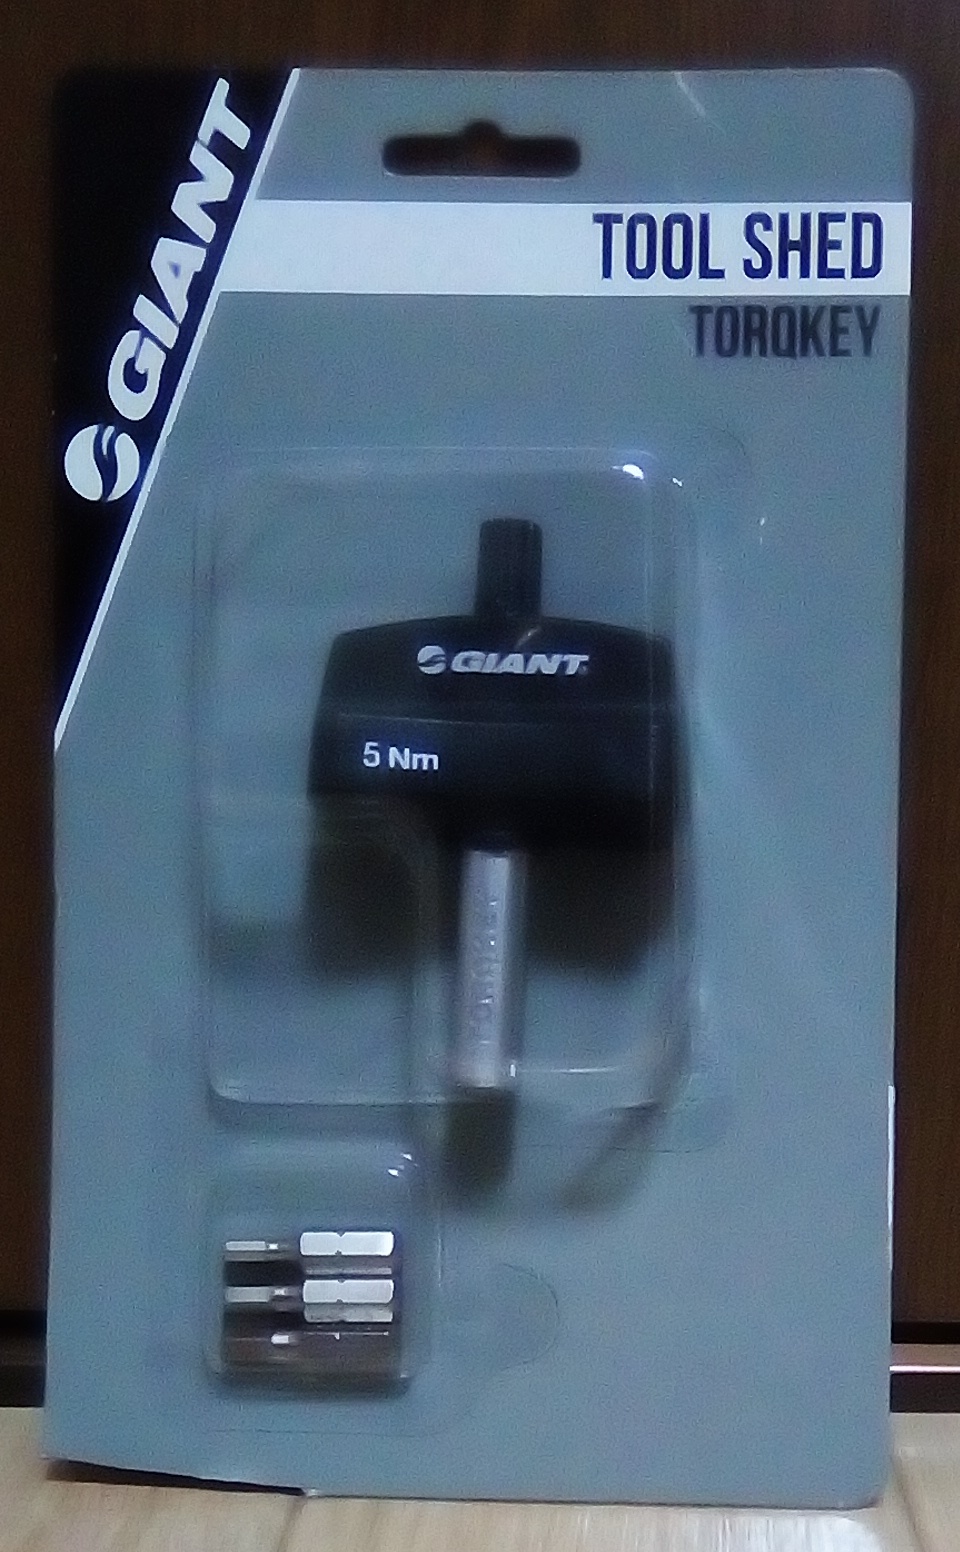 GIANT
TOOL SHED
TORQKEY
GIANT
5 Nm